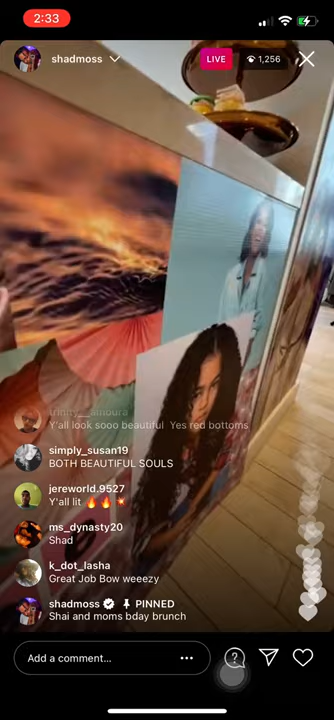 2:33
shadmoss
LIVE
1,256
trinity__amoura
Y'all look sooo beautiful Yes red bottoms
simply_susan19
BOTH BEAUTIFUL SOULS
jereworld.9527
Y'all lit 🔥🔥💥
ms_dynasty20
Shad
k_dot_lasha
Great Job Bow weeezy
shadmoss PINNED
Shai and moms bday brunch
Add a comment...